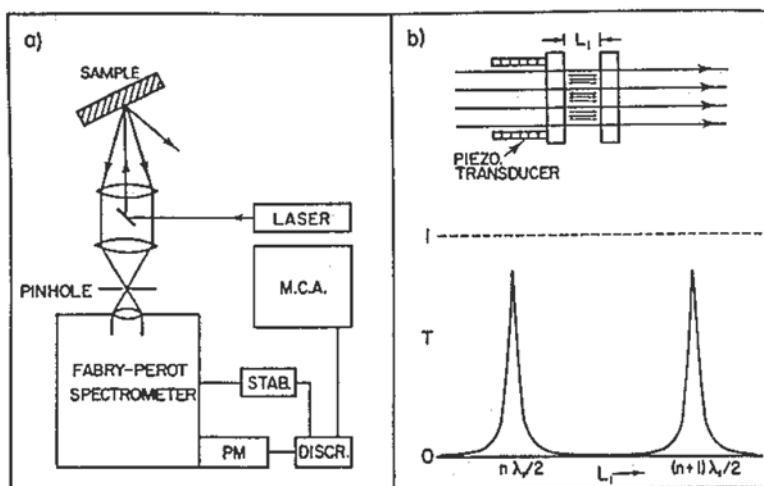 a)
SAMPLE
LASER
M.C.A.
PINHOLE
FABRY-PEROT
SPECTROMETER
STAB.
PM
DISCR.
b)
L₁
PIEZO.
TRANSDUCER
1
T
0
nλ₁/2
L₁
(n+1)λ₁/2